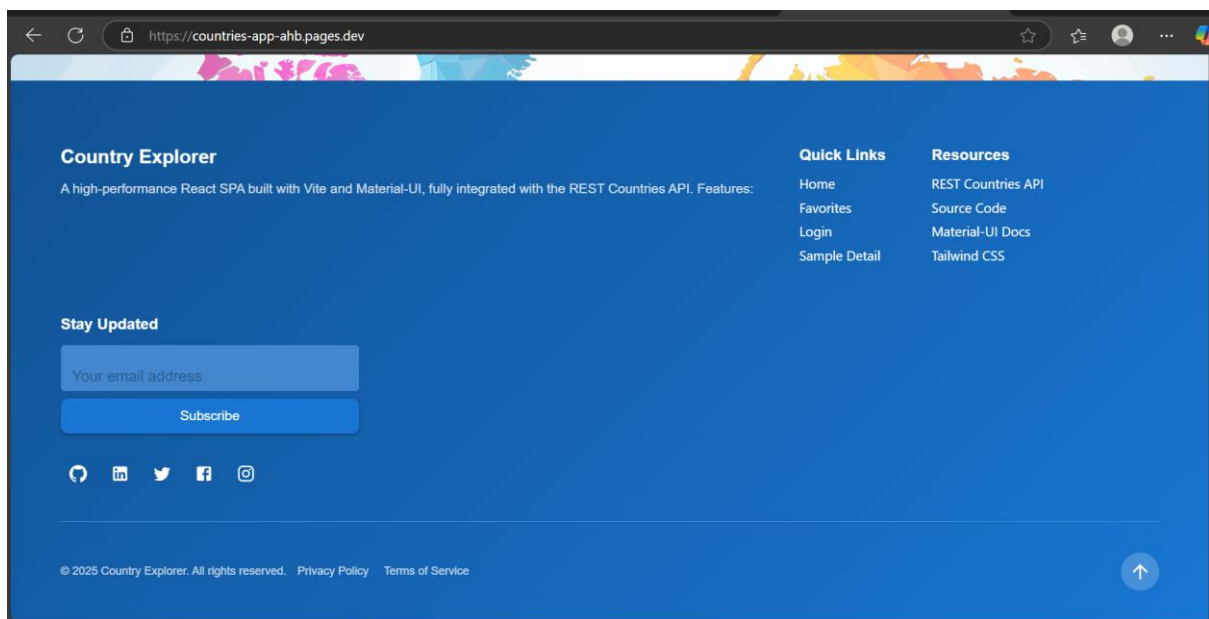 https://countries-app-ahb.pages.dev
Country Explorer
A high-performance React SPA built with Vite and Material-UI, fully integrated with the REST Countries API. Features:
Quick Links
Home
Favorites
Login
Sample Detail
Resources
REST Countries API
Source Code
Material-UI Docs
Tailwind CSS
Stay Updated
Your email address
Subscribe
© 2025 Country Explorer. All rights reserved. Privacy Policy Terms of Service